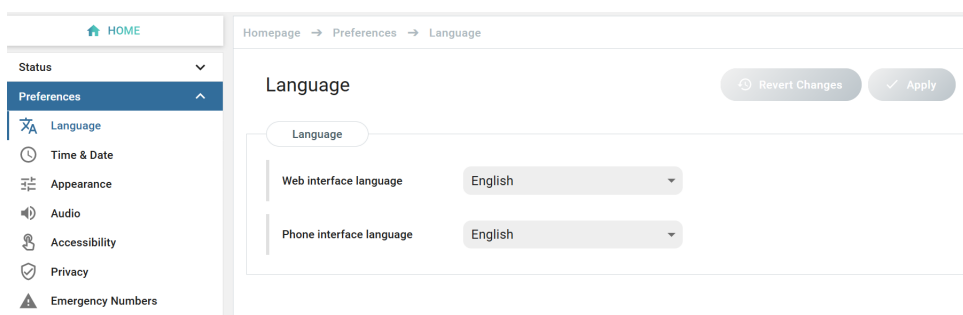 HOME
Status
Preferences
Language
Time & Date
Appearance
Audio
Accessibility
Privacy
Emergency Numbers
Homepage → Preferences → Language
Language
Revert Changes
Apply
Language
Web interface language English
Phone interface language English